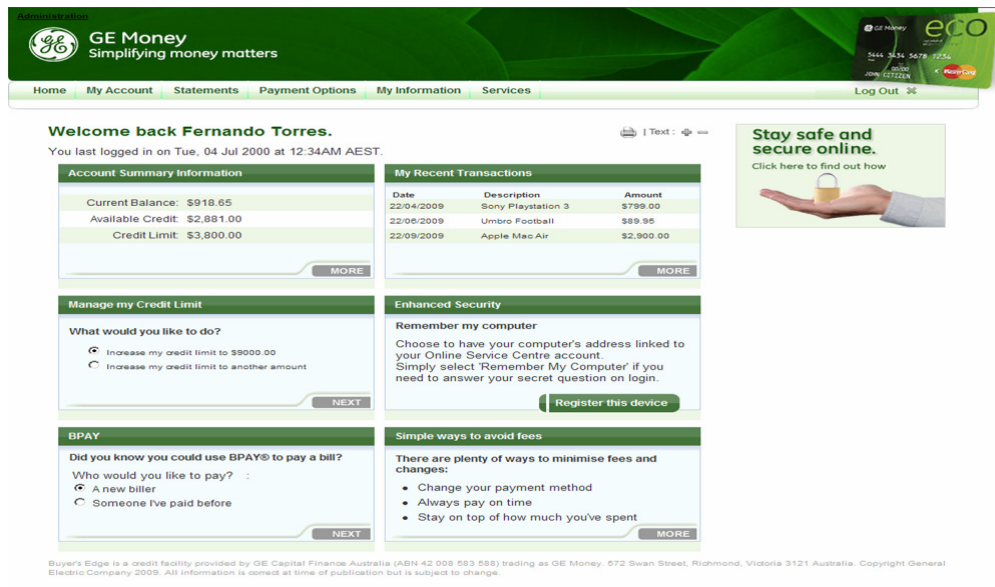 Administration
GE Money
Simplifying money matters
GE Money
eco
5444 3434 5678 1234
00/00
JOHN CITIZEN
MasterCard
Home My Account Statements Payment Options My Information Services Log Out
Welcome back Fernando Torres.
| Text :
You last logged in on Tue, 04 Jul 2000 at 12:34AM AEST.
Stay safe and
secure online.
Click here to find out how
Account Summary Information
Current Balance: $918.65
Available Credit: $2,881.00
Credit Limit: $3,800.00
MORE
My Recent Transactions
Date Description Amount
22/04/2009 Sony Playstation 3 $799.00
22/06/2009 Umbro Football $89.95
22/09/2009 Apple Mac Air $2,900.00
MORE
Manage my Credit Limit
What would you like to do?
Increase my credit limit to $9000.00
Increase my credit limit to another amount
NEXT
Enhanced Security
Remember my computer
Choose to have your computer's address linked to
your Online Service Centre account.
Simply select 'Remember My Computer' if you
need to answer your secret question on login.
Register this device
BPAY
Did you know you could use BPAY® to pay a bill?
Who would you like to pay? :
A new biller
Someone I've paid before
NEXT
Simple ways to avoid fees
There are plenty of ways to minimise fees and
changes:
• Change your payment method
• Always pay on time
• Stay on top of how much you've spent
MORE
Buyer's Edge is a credit facility provided by GE Capital Finance Australia (ABN 42 008 583 588) trading as GE Money. 572 Swan Street, Richmond, Victoria 3121 Australia. Copyright General
Electric Company 2009. All information is correct at time of publication but is subject to change.